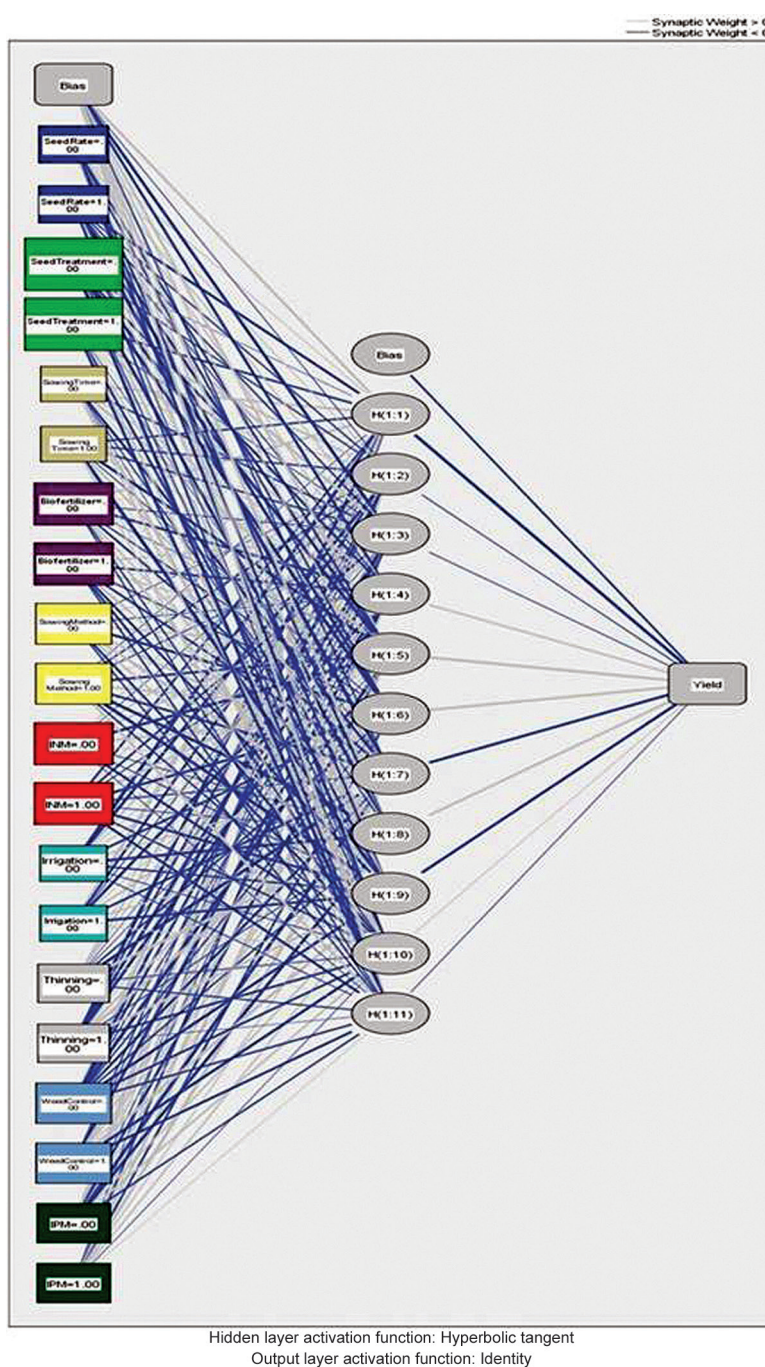 Synaptic Weight >
Synaptic Weight <
Bias
SeedRate=.
00
SeedRate=1.
00
SeedTreatment=.
00
SeedTreatment=1.
00
SowingTime=.
00
Sowing
Time=1.00
Biofertilizer=.
00
Biofertilizer=1.
00
SowingMethod=.
00
Sowing
Method=1.00
INM=.00
INM=1.00
Irrigation=.
00
Irrigation=1.
00
Thinning=.
00
Thinning=1.
00
WeedControl=.
00
WeedControl=1.
00
IPM=.00
IPM=1.00
Bias
H(1:1)
H(1:2)
H(1:3)
H(1:4)
H(1:5)
H(1:6)
H(1:7)
H(1:8)
H(1:9)
H(1:10)
H(1:11)
Yield
Hidden layer activation function: Hyperbolic tangent
Output layer activation function: Identity